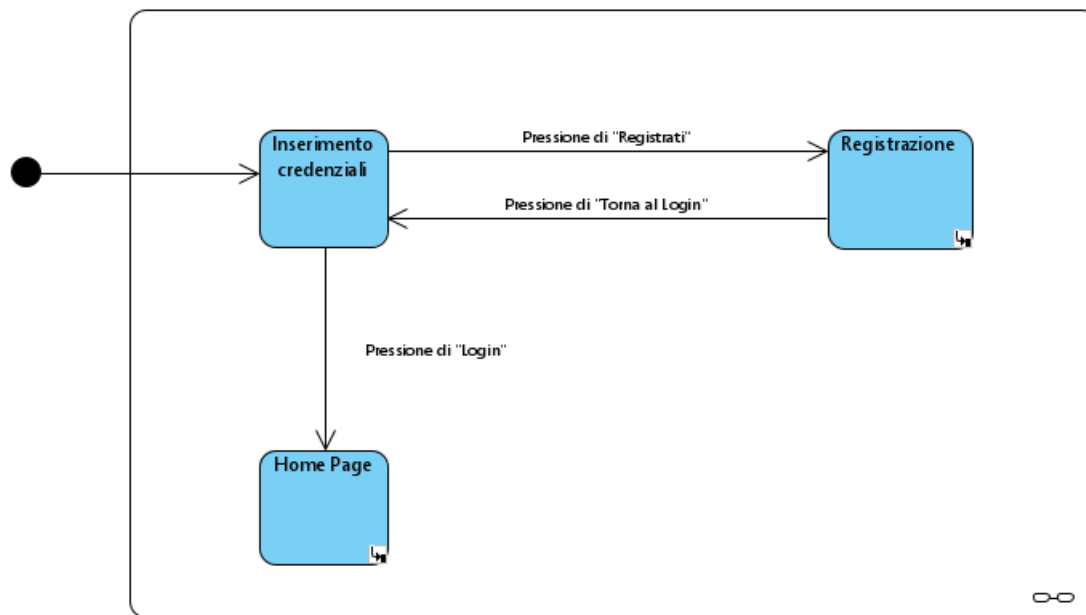 Inserimento
credenziali
Pressione di "Registrati"
Registrazione
Pressione di "Torna al Login"
Pressione di "Login"
Home Page